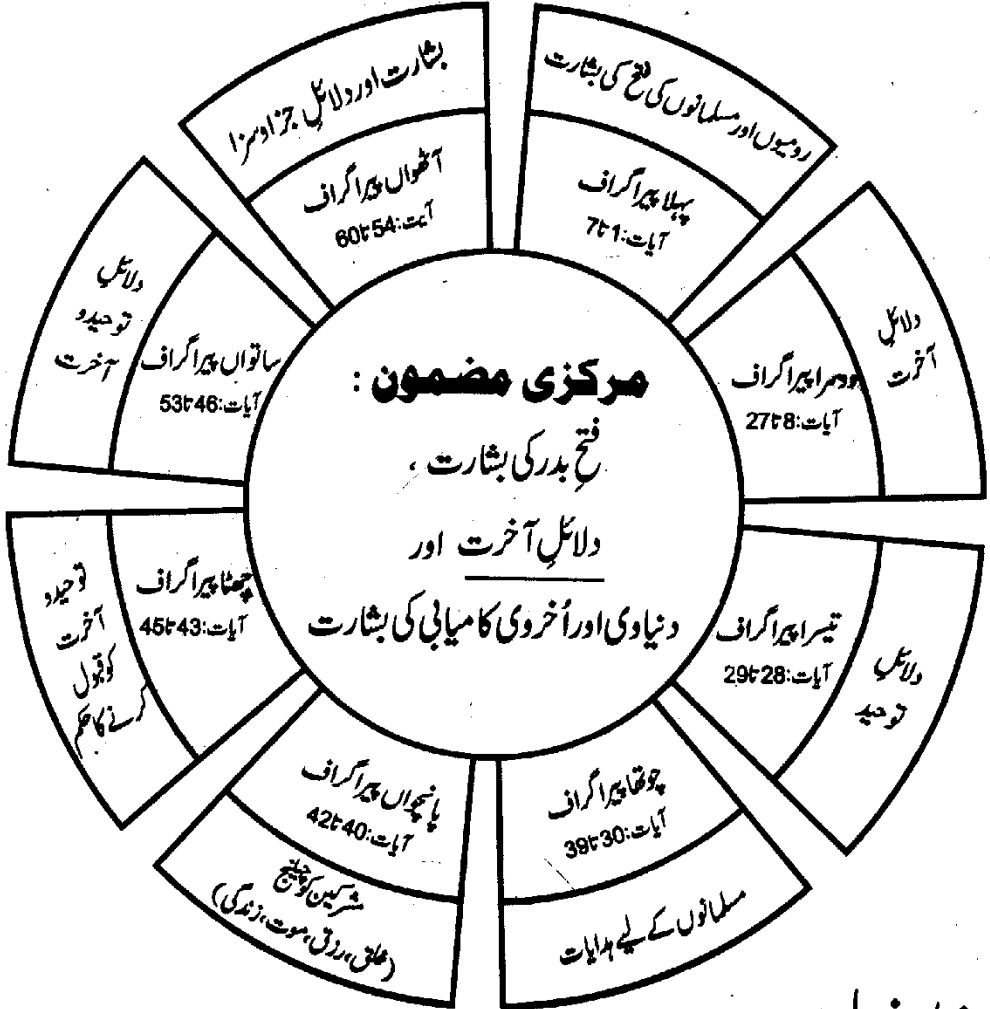 رومیوں اور مسلمانوں کی فتح کی بشارت
پہلا پیراگراف
آیات:1تا7
دلائلِ
آخرت
دوسرا پیراگراف
آیات:8تا27
دلائلِ
توحید
تیسرا پیراگراف
آیات:28تا29
مسلمانوں کے لیے ہدایات
چوتھا پیراگراف
آیات:30تا39
مشرکین کو چیلنج
(خلق، رزق، موت، زندگی)
پانچواں پیراگراف
آیات:40تا42
توحید و
آخرت
کو قبول
کرنے کا حکم
چھٹا پیراگراف
آیات:43تا45
دلائلِ
توحید و
آخرت
ساتواں پیراگراف
آیات:46تا53
بشارت اور دلائلِ جزا وسزا
آٹھواں پیراگراف
آیت:54تا60
مرکزی مضمون :
فتحِ بدر کی بشارت ،
دلائلِ آخرت اور
دنیاوی اور اُخروی کامیابی کی بشارت